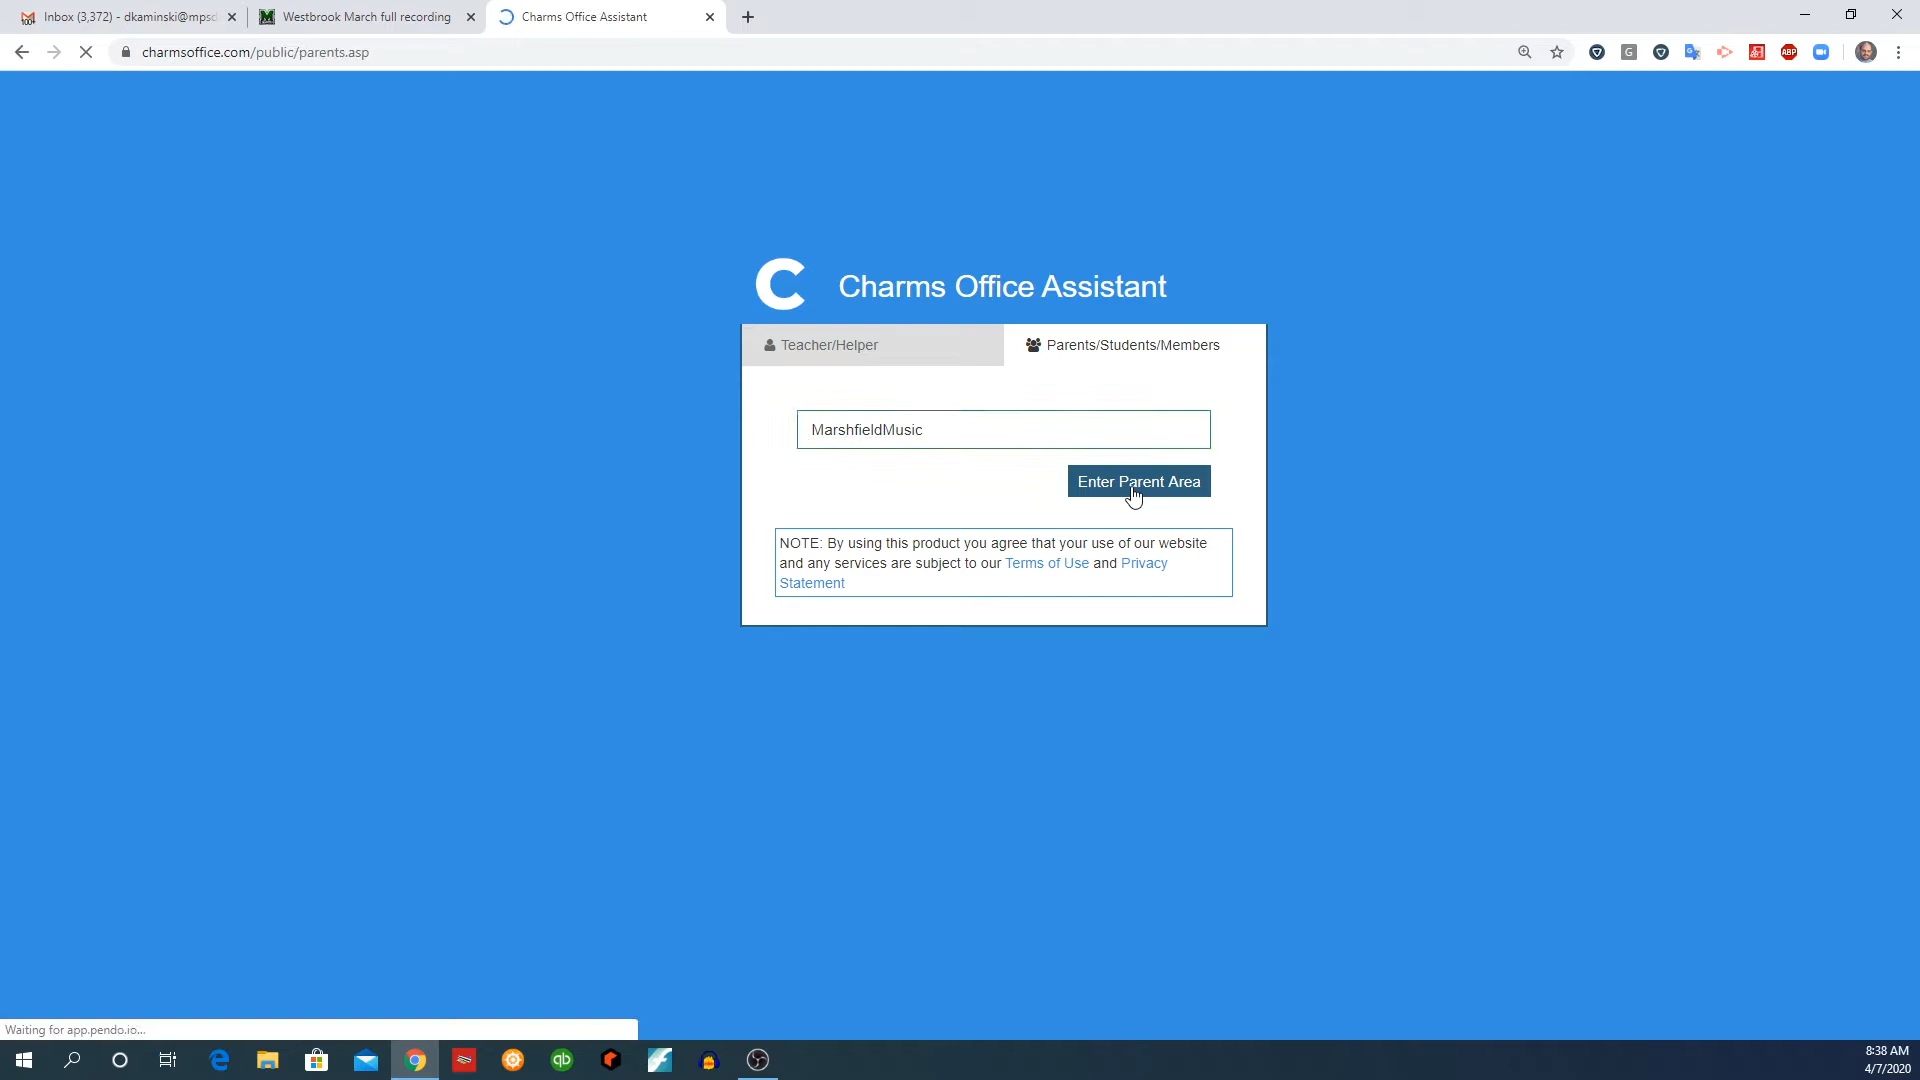 Inbox (3,372) - dkaminski@mpsd
Westbrook March full recording
Charms Office Assistant
charmsoffice.com/public/parents.asp
Charms Office Assistant
Teacher/Helper
Parents/Students/Members
MarshfieldMusic
Enter Parent Area
NOTE: By using this product you agree that your use of our website
and any services are subject to our Terms of Use and Privacy
Statement
Waiting for app.pendo.io...
8:38 AM
4/7/2020